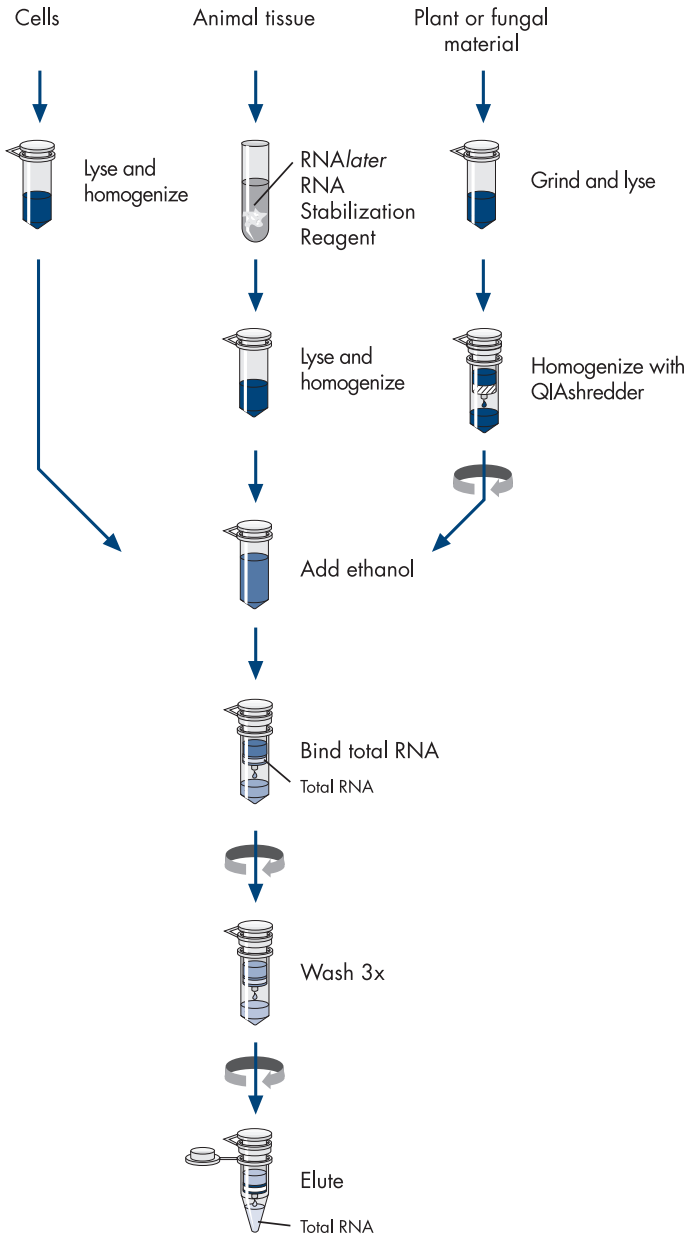 Cells
Animal tissue
Plant or fungal
material
Lyse and
homogenize
RNAlater
RNA
Stabilization
Reagent
Grind and lyse
Lyse and
homogenize
Homogenize with
QIAshredder
Add ethanol
Bind total RNA
Total RNA
Wash 3x
Elute
Total RNA